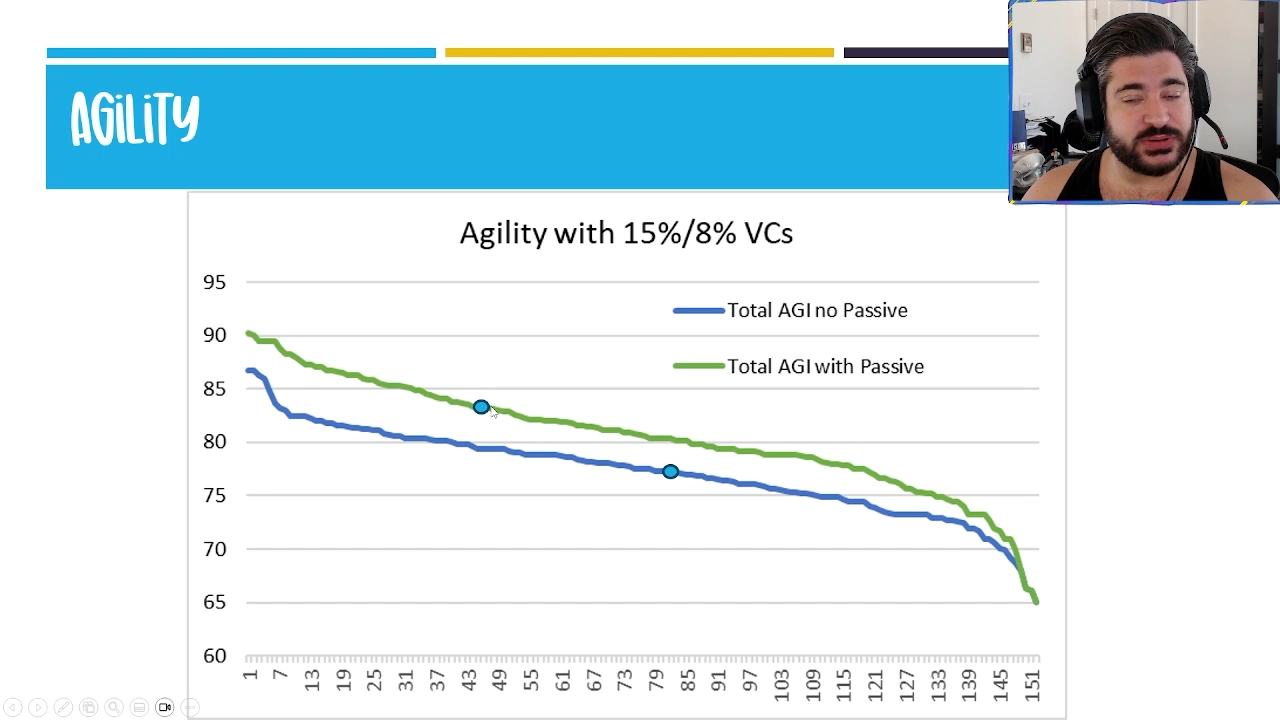 AGILITY
Agility with 15%/8% VCs
Total AGI no Passive
Total AGI with Passive
95
90
85
80
75
70
65
60
1 7 13 19 25 31 37 43 49 55 61 67 73 79 85 91 97 103 109 115 121 127 133 139 145 151